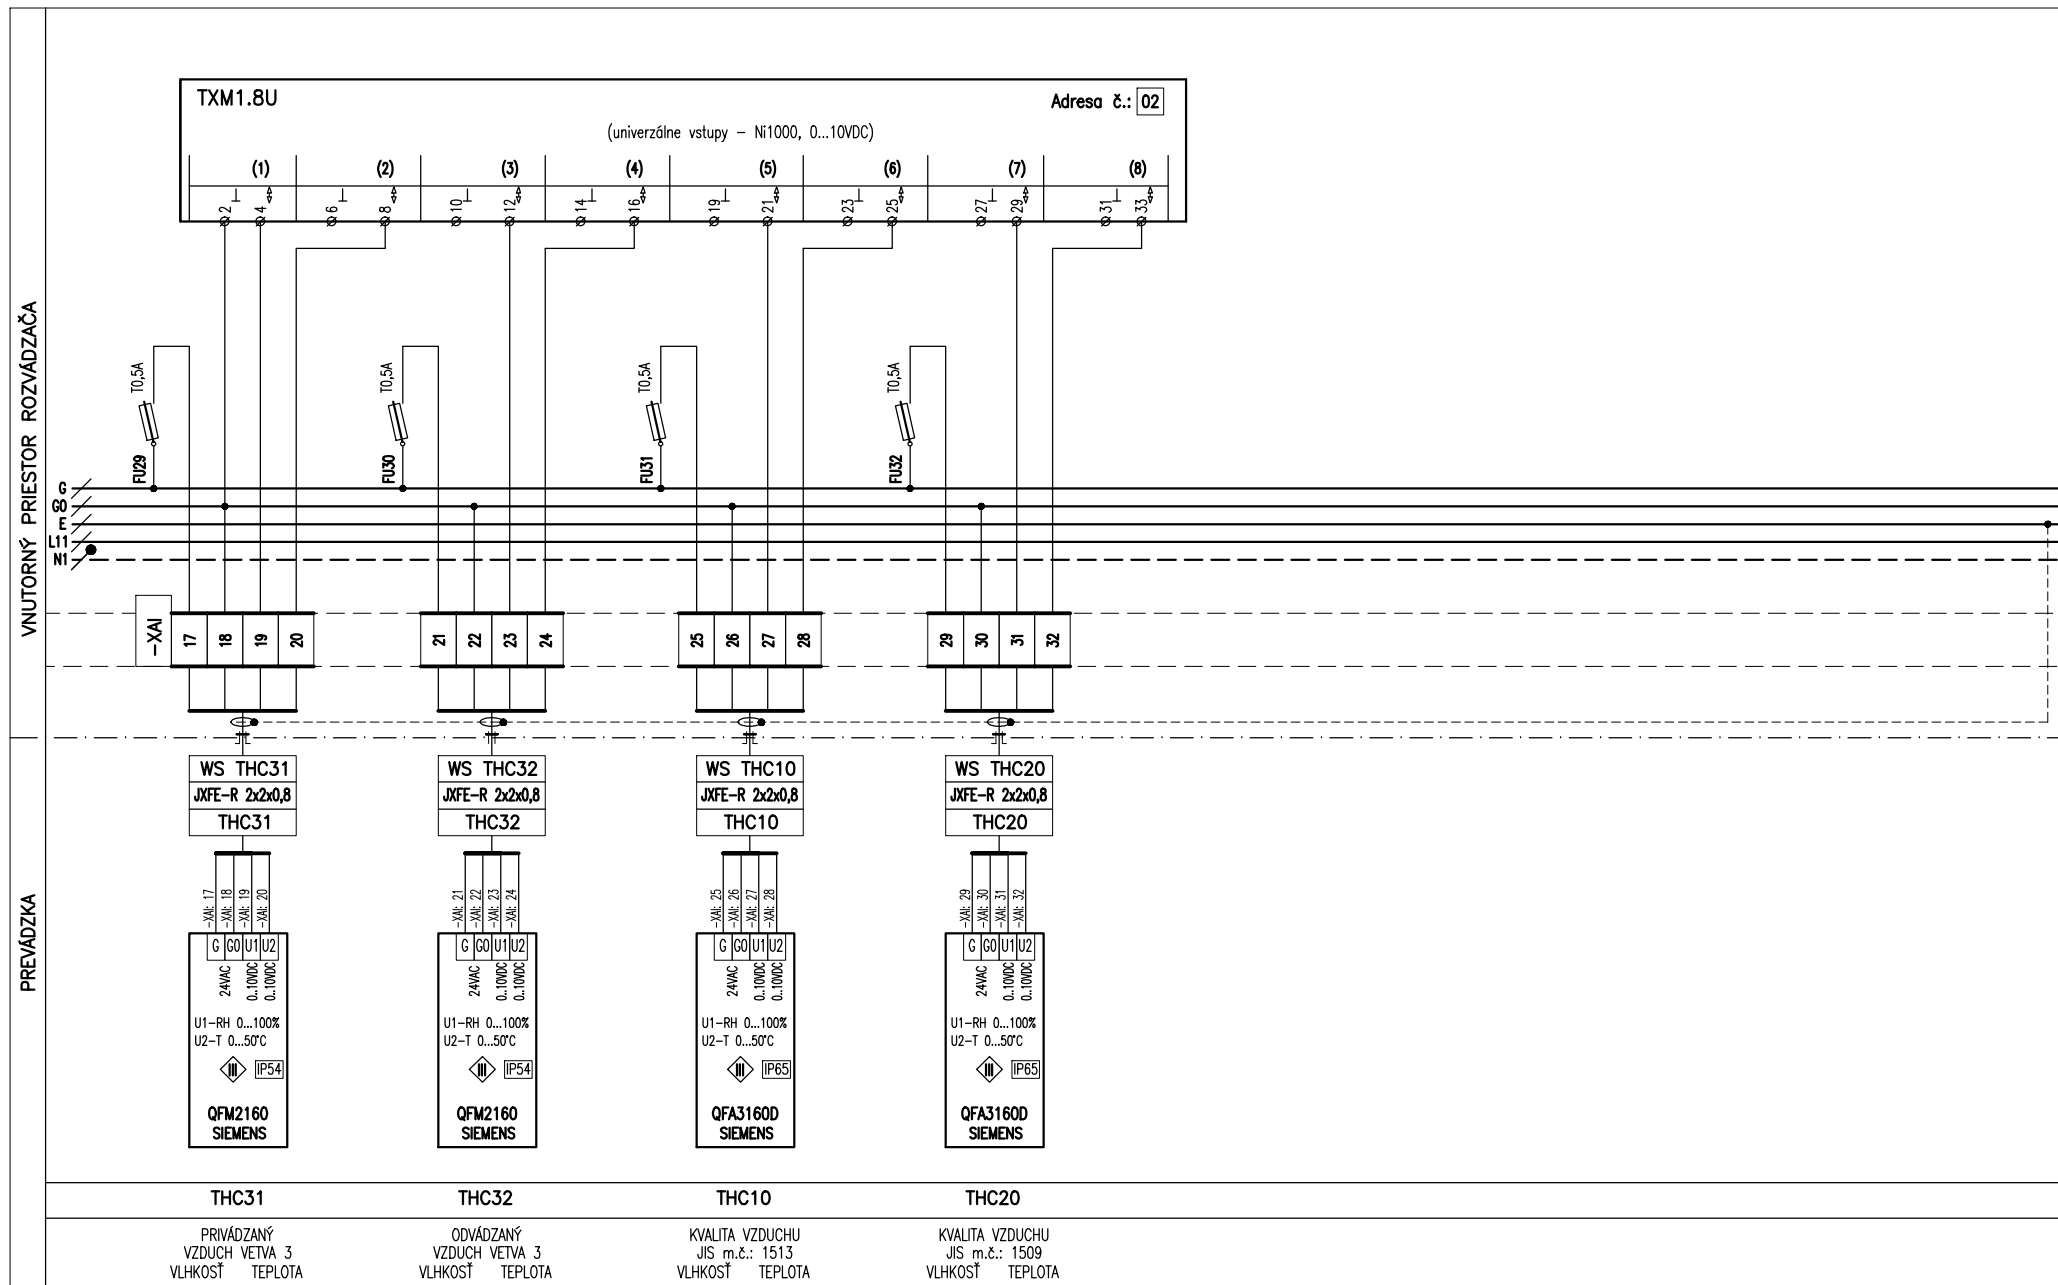 TXM1.8U
Adresa č.: 02
(univerzálne vstupy – Ni1000, 0...10VDC)
(1) (2) (3) (4) (5) (6) (7) (8)
2 4 6 8 10 12 14 16 19 21 23 25 27 29 31 33
VNUTORNÝ PRIESTOR ROZVÁDZAČA
T0,5A T0,5A T0,5A T0,5A
FU29 FU30 FU31 FU32
G
G0
E
L11
N1
-XAI 17 18 19 20 21 22 23 24 25 26 27 28 29 30 31 32
WS THC31 WS THC32 WS THC10 WS THC20
JXFE-R 2x2x0,8 JXFE-R 2x2x0,8 JXFE-R 2x2x0,8 JXFE-R 2x2x0,8
THC31 THC32 THC10 THC20
PREVÁDZKA
-XAI: 17 -XAI: 18 -XAI: 19 -XAI: 20 -XAI: 21 -XAI: 22 -XAI: 23 -XAI: 24 -XAI: 25 -XAI: 26 -XAI: 27 -XAI: 28 -XAI: 29 -XAI: 30 -XAI: 31 -XAI: 32
G G0 U1 U2 G G0 U1 U2 G G0 U1 U2 G G0 U1 U2
24VAC 0..10VDC 0..10VDC 24VAC 0..10VDC 0..10VDC 24VAC 0..10VDC 0..10VDC 24VAC 0..10VDC 0..10VDC
U1-RH 0...100% U1-RH 0...100% U1-RH 0...100% U1-RH 0...100%
U2-T 0...50°C U2-T 0...50°C U2-T 0...50°C U2-T 0...50°C
III IP54 III IP54 III IP65 III IP65
QFM2160 QFM2160 QFA3160D QFA3160D
SIEMENS SIEMENS SIEMENS SIEMENS
THC31 THC32 THC10 THC20
PRIVÁDZANÝ ODVÁDZANÝ KVALITA VZDUCHU KVALITA VZDUCHU
VZDUCH VETVA 3 VZDUCH VETVA 3 JIS m.č.: 1513 JIS m.č.: 1509
VLHKOSŤ TEPLOTA VLHKOSŤ TEPLOTA VLHKOSŤ TEPLOTA VLHKOSŤ TEPLOTA